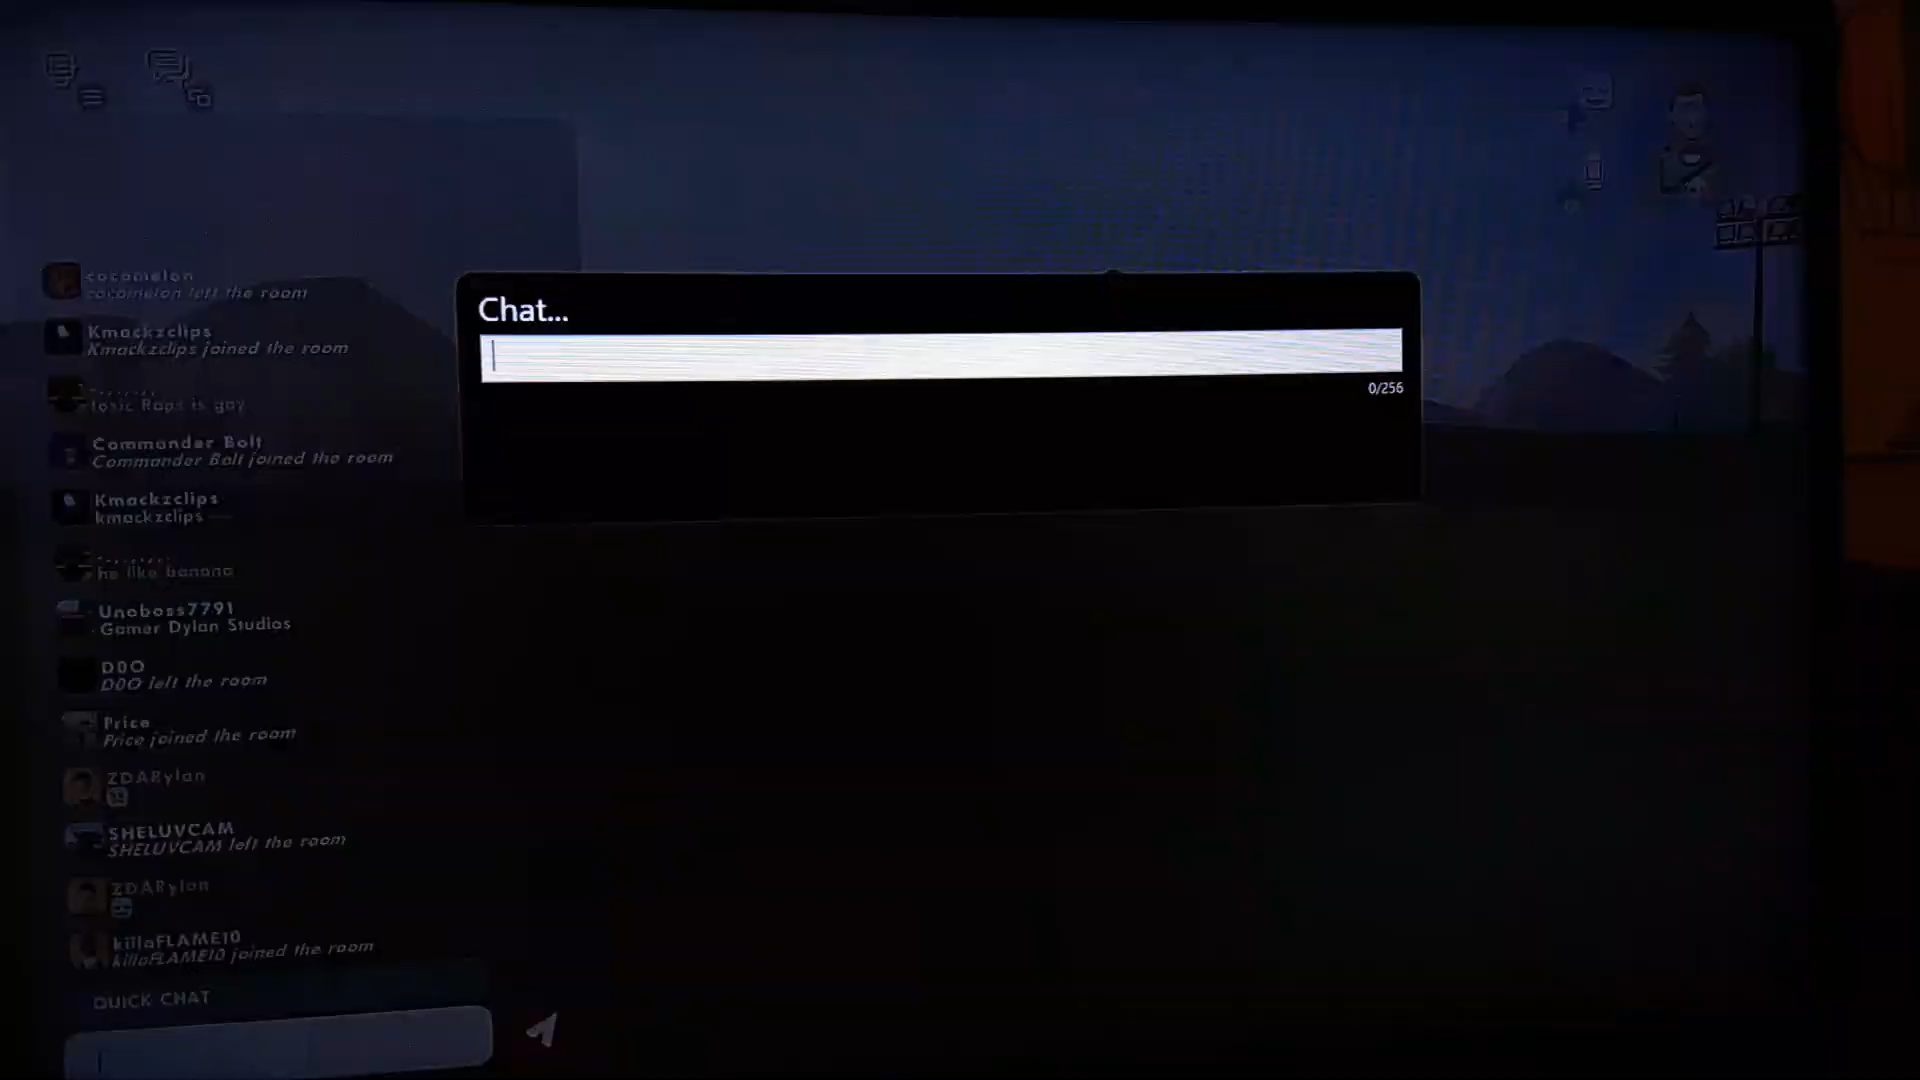 cocomelon
cocomelon left the room
Kmackzclips
Kmackzclips joined the room
Tosic Raps is gay
Commander Bolt
Commander Bolt joined the room
Kmackzclips
kmackzclips
he like banana
Unoboss7791
Gamer Dylan Studios
D0O
D0O left the room
Price
Price joined the room
ZDARylan
SHELUVCAM
SHELUVCAM left the room
ZDARylan
killaFLAME10
killaFLAME10 joined the room
QUICK CHAT
Chat...
0/256